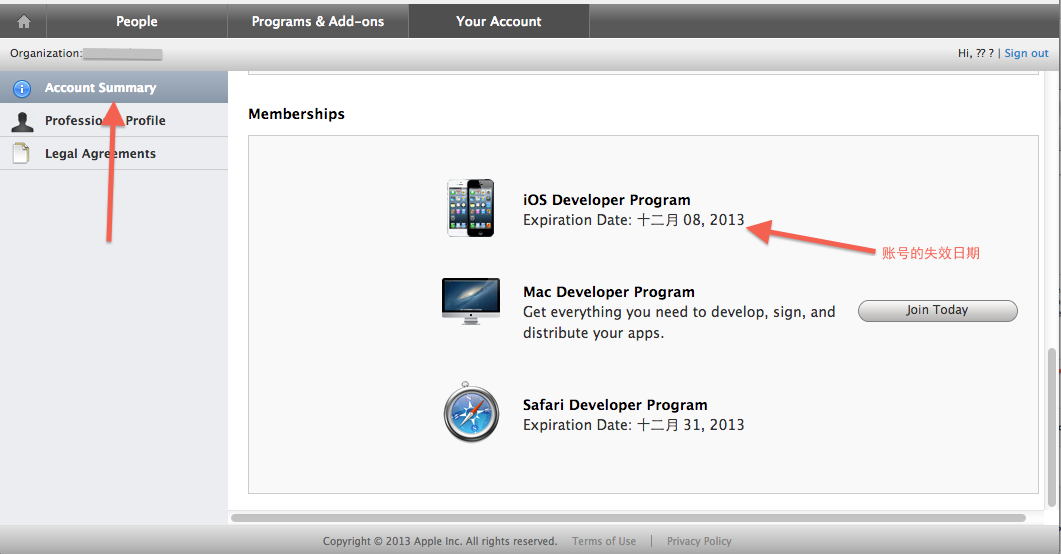 People
Programs & Add-ons
Your Account
Organization:
Hi, ?? ? | Sign out
Account Summary
Profession Profile
Legal Agreements
Memberships
iOS Developer Program
Expiration Date: 十二月 08, 2013
账号的失效日期
Mac Developer Program
Get everything you need to develop, sign, and
distribute your apps.
Join Today
Safari Developer Program
Expiration Date: 十二月 31, 2013
Copyright © 2013 Apple Inc. All rights reserved. Terms of Use | Privacy Policy